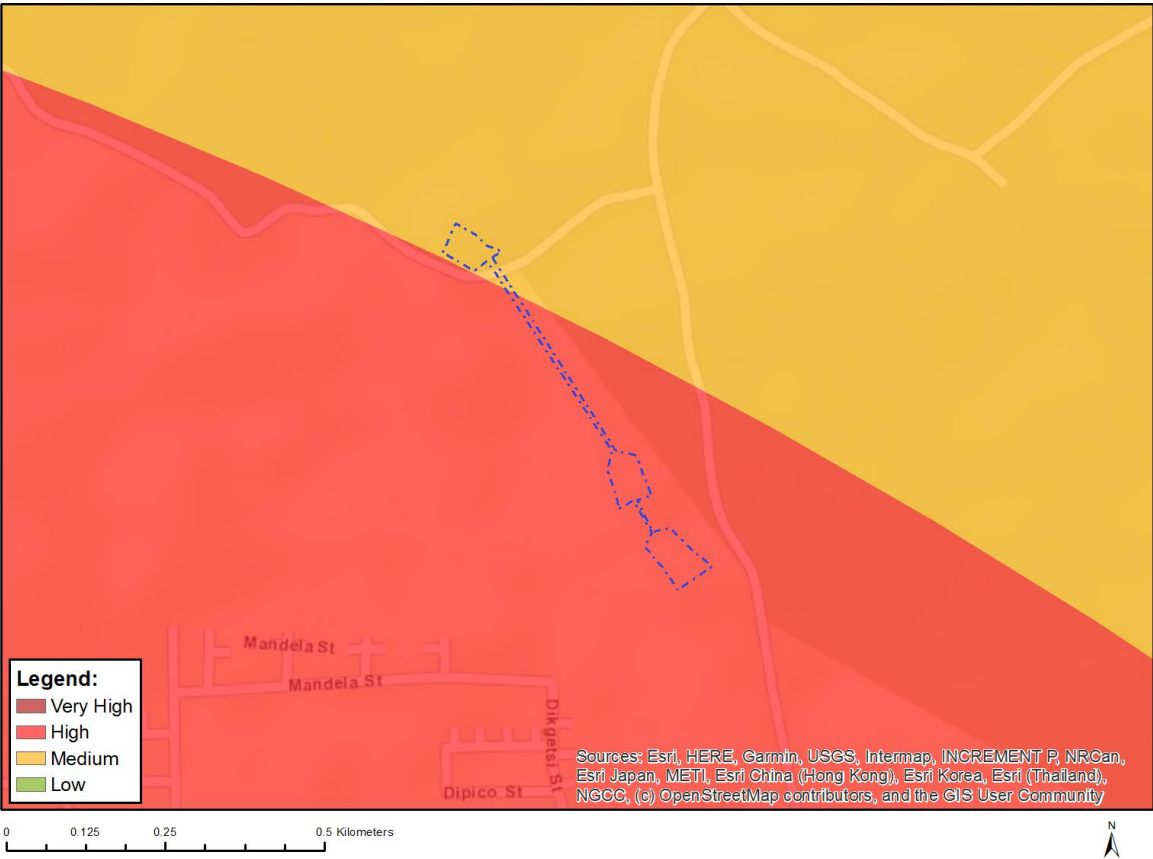 Mandela St
Mandela St
Dikgetsi St
Dipico St
Legend:
Very High
High
Medium
Low
Sources: Esri, HERE, Garmin, USGS, Intermap, INCREMENT P, NRCan,
Esri Japan, METI, Esri China (Hong Kong), Esri Korea, Esri (Thailand),
NGCC, (c) OpenStreetMap contributors, and the GIS User Community
0 0.125 0.25 0.5 Kilometers
N